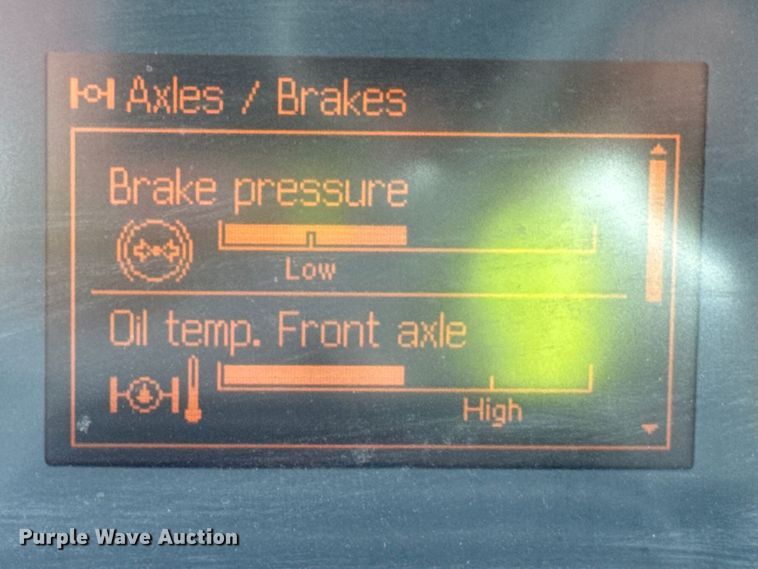 Axles / Brakes
Brake pressure
Low
Oil temp. Front axle
High
Purple Wave Auction